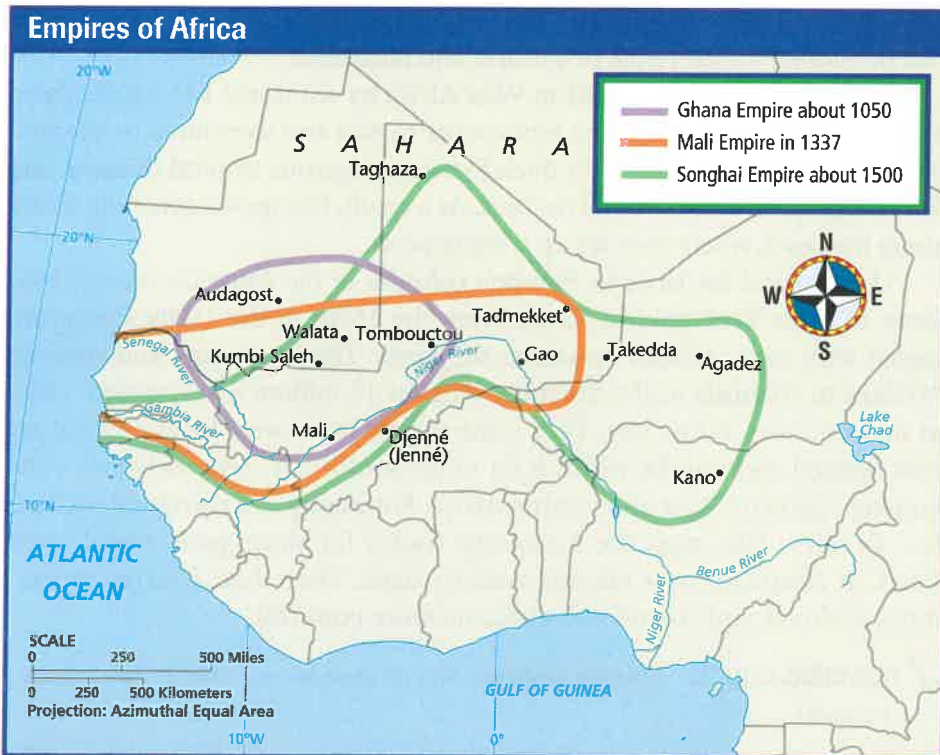 Empires of Africa
20°W
Ghana Empire about 1050
Mali Empire in 1337
Songhai Empire about 1500
SAHARA
Taghaza
20°N
N
W
E
S
Audagost
Tadmekket
Walata
Tombouctou
Senegal River
Kumbi Saleh
Niger River
Gao
Takedda
Agadez
Gambia River
Mali
Djenné
(Jenné)
Lake
Chad
Kano
10°N
ATLANTIC
OCEAN
Benue River
Niger River
SCALE
0 250 500 Miles
0 250 500 Kilometers
Projection: Azimuthal Equal Area
GULF OF GUINEA
10°W
0°